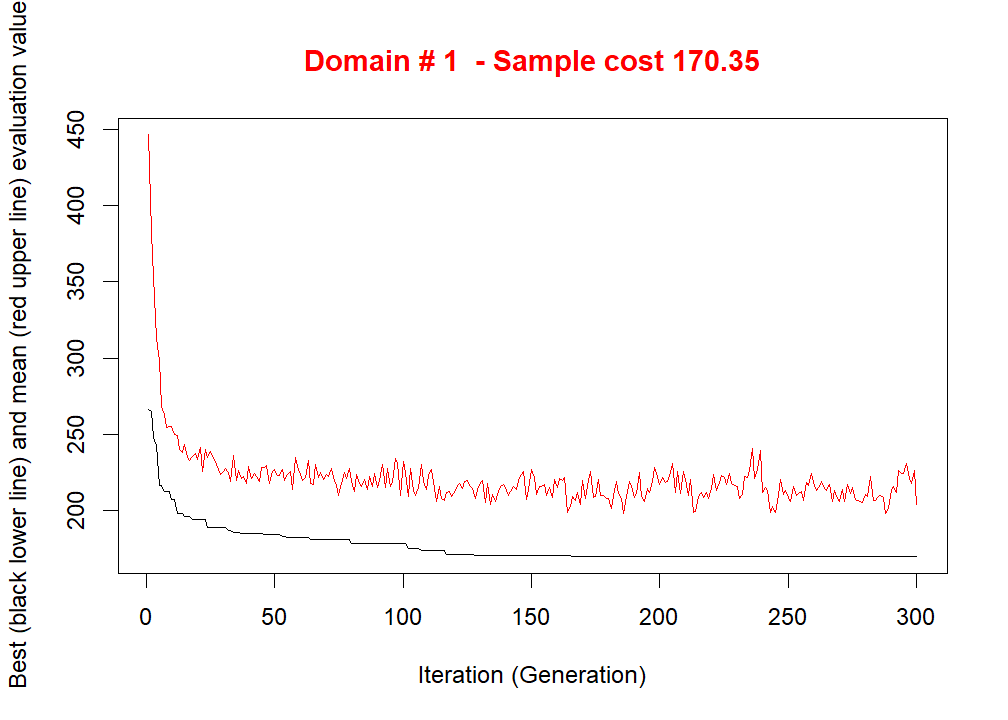 Domain # 1  - Sample cost 170.35
Best (black lower line) and mean (red upper line) evaluation value
450
400
350
300
250
200
0 50 100 150 200 250 300
Iteration (Generation)